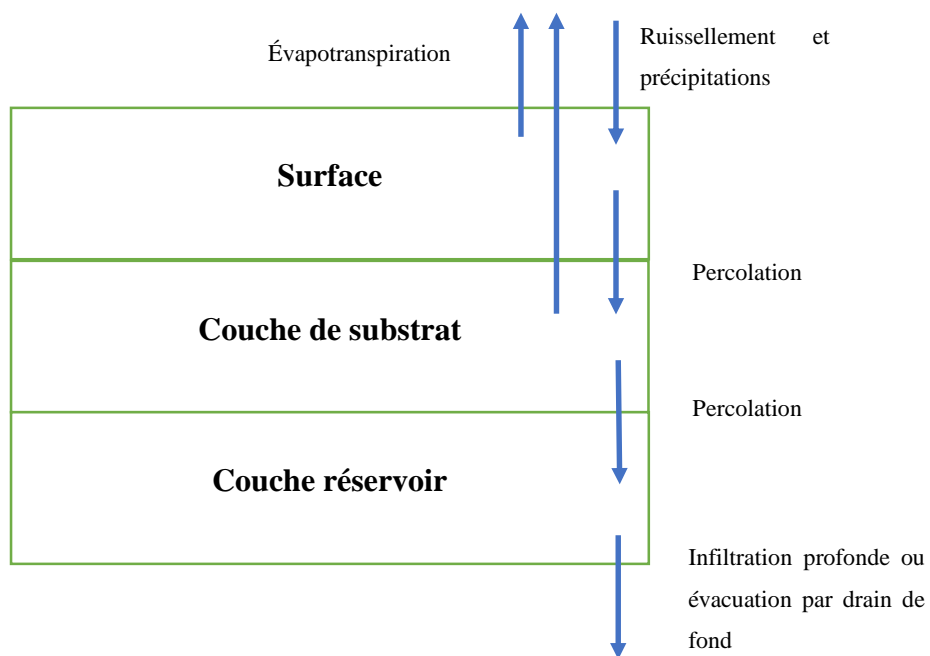 Évapotranspiration
Ruissellement et
précipitations
Surface
Percolation
Couche de substrat
Percolation
Couche réservoir
Infiltration profonde ou
évacuation par drain de
fond